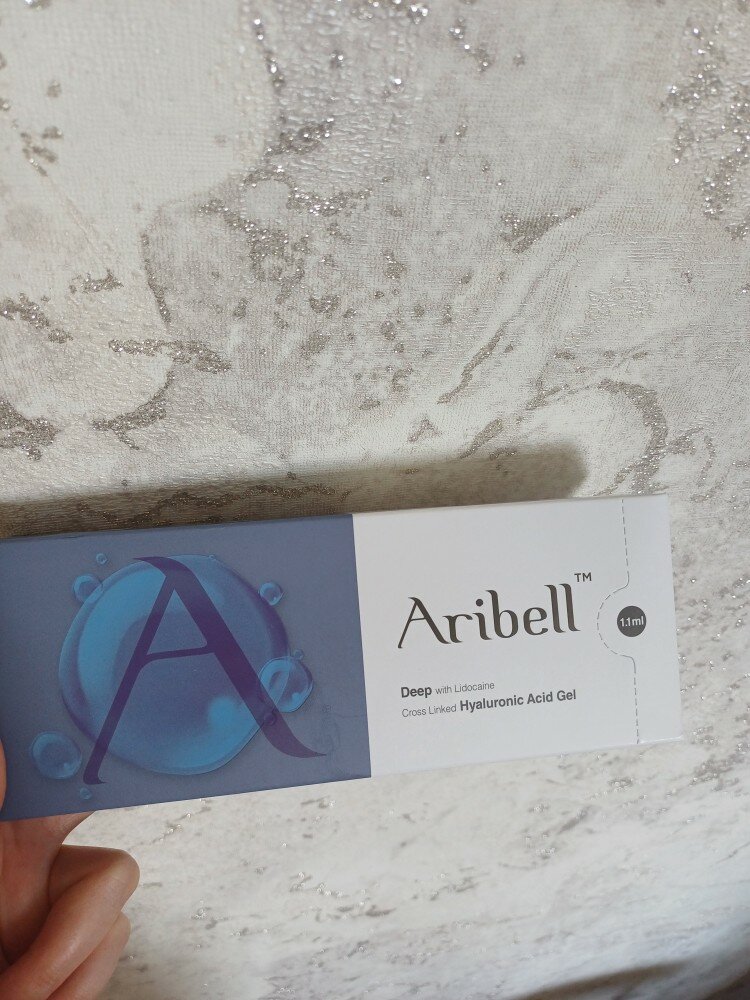 A
Aribell™
1.1ml
Deep with Lidocaine
Cross Linked Hyaluronic Acid Gel